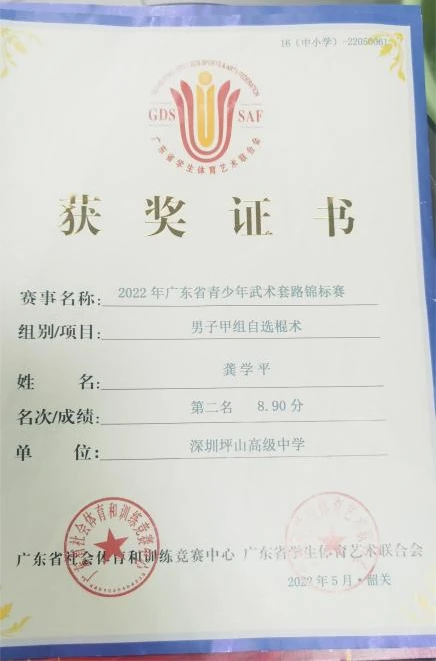 16（中小学）-22050061
GDS SAF
广东省学生体育艺术联合会
获奖证书
赛事名称：2022年广东省青少年武术套路锦标赛
组别/项目：男子甲组自选棍术
姓名：龚学平
名次/成绩：第二名 8.90分
单位：深圳坪山高级中学
广东省社会体育和训练竞赛中心 广东省学生体育艺术联合会
2022年5月·韶关